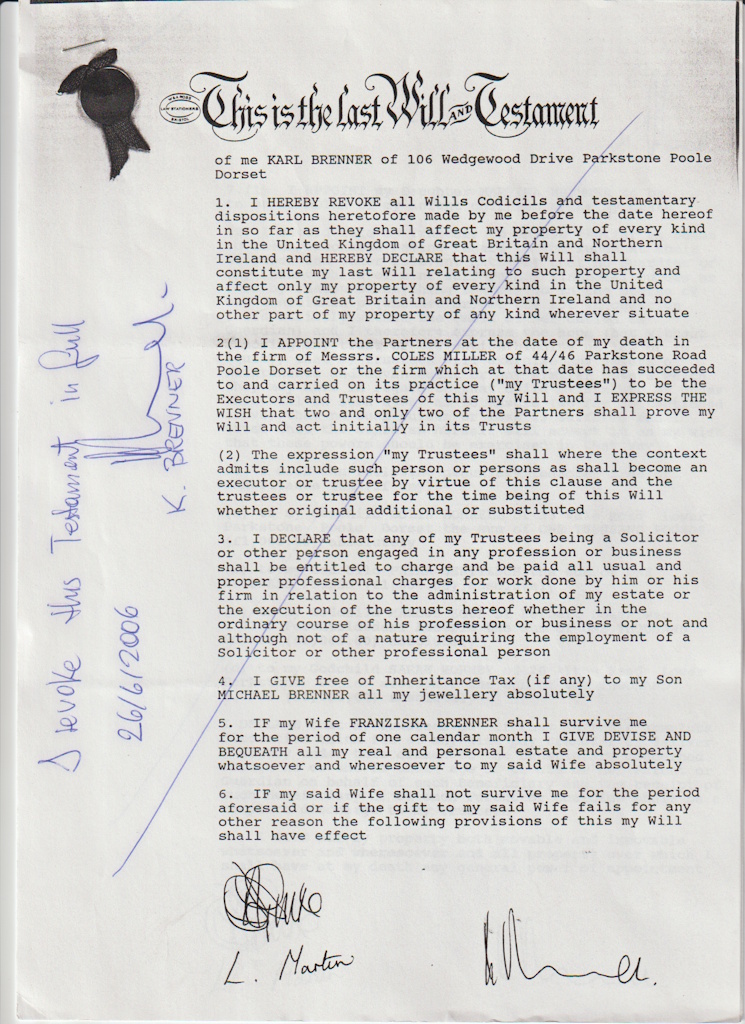 WILLIAMS
LAW STATIONERS
BRISTOL
This is the last Will AND Testament
of me KARL BRENNER of 106 Wedgewood Drive Parkstone Poole
Dorset
1. I HEREBY REVOKE all Wills Codicils and testamentary
dispositions heretofore made by me before the date hereof
in so far as they shall affect my property of every kind
in the United Kingdom of Great Britain and Northern
Ireland and HEREBY DECLARE that this Will shall
constitute my last Will relating to such property and
affect only my property of every kind in the United
Kingdom of Great Britain and Northern Ireland and no
other part of my property of any kind wherever situate
2(1) I APPOINT the Partners at the date of my death in
the firm of Messrs. COLES MILLER of 44/46 Parkstone Road
Poole Dorset or the firm which at that date has succeeded
to and carried on its practice ("my Trustees") to be the
Executors and Trustees of this my Will and I EXPRESS THE
WISH that two and only two of the Partners shall prove my
Will and act initially in its Trusts
(2) The expression "my Trustees" shall where the context
admits include such person or persons as shall become an
executor or trustee by virtue of this clause and the
trustees or trustee for the time being of this Will
whether original additional or substituted
3. I DECLARE that any of my Trustees being a Solicitor
or other person engaged in any profession or business
shall be entitled to charge and be paid all usual and
proper professional charges for work done by him or his
firm in relation to the administration of my estate or
the execution of the trusts hereof whether in the
ordinary course of his profession or business or not and
although not of a nature requiring the employment of a
Solicitor or other professional person
4. I GIVE free of Inheritance Tax (if any) to my Son
MICHAEL BRENNER all my jewellery absolutely
5. IF my Wife FRANZISKA BRENNER shall survive me
for the period of one calendar month I GIVE DEVISE AND
BEQUEATH all my real and personal estate and property
whatsoever and wheresoever to my said Wife absolutely
6. IF my said Wife shall not survive me for the period
aforesaid or if the gift to my said Wife fails for any
other reason the following provisions of this my Will
shall have effect
L. Martin
I revoke this Testament in full
26/6/2006
K. BRENNER